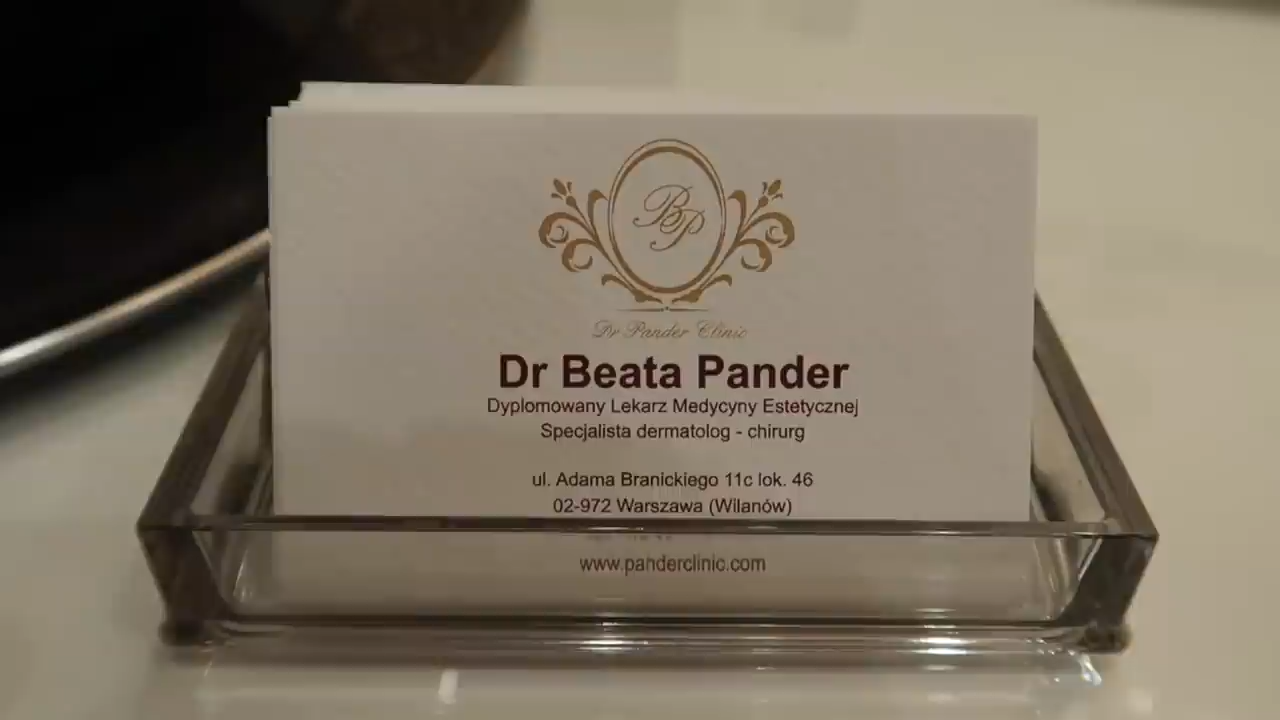 BP
Dr Pander Clinic
Dr Beata Pander
Dyplomowany Lekarz Medycyny Estetycznej
Specjalista dermatolog - chirurg
ul. Adama Branickiego 11c lok. 46
02-972 Warszawa (Wilanów)
www.panderclinic.com